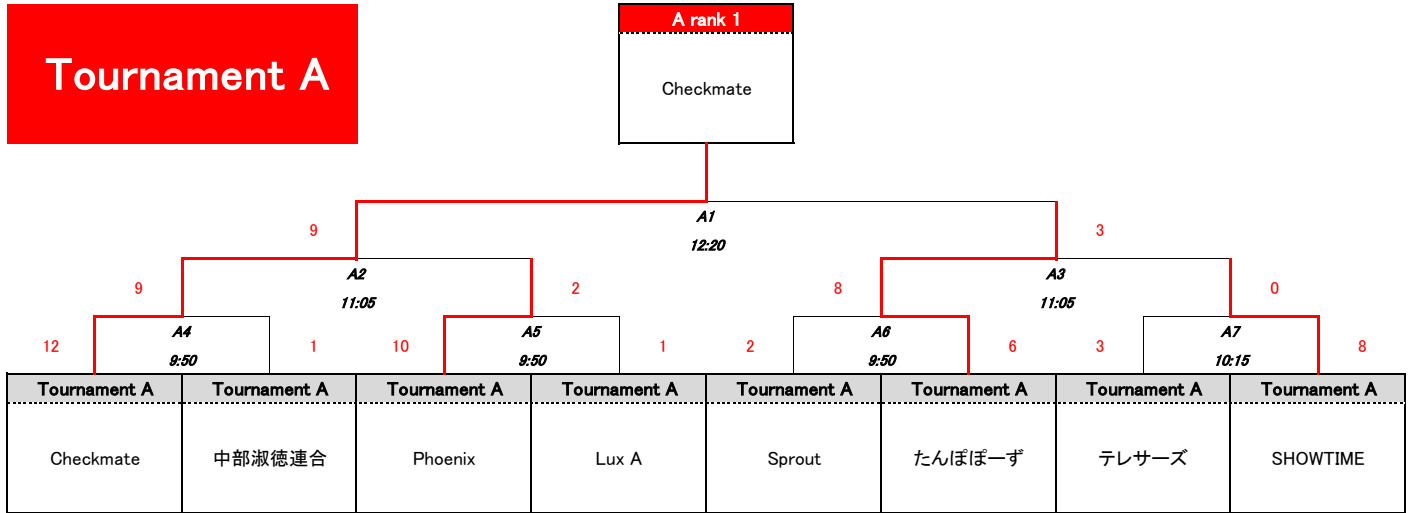 A rank 1
Tournament A
Checkmate
A1
9 3
12:20
A2 A3
9 2 8 0
11:05 11:05
A4 A5 A6 A7
12 1 10 1 2 6 3 8
9:50 9:50 9:50 10:15
Tournament A Tournament A Tournament A Tournament A Tournament A Tournament A Tournament A Tournament A
Checkmate 中部淑徳連合 Phoenix Lux A Sprout たんぽぽーず テレサーズ SHOWTIME